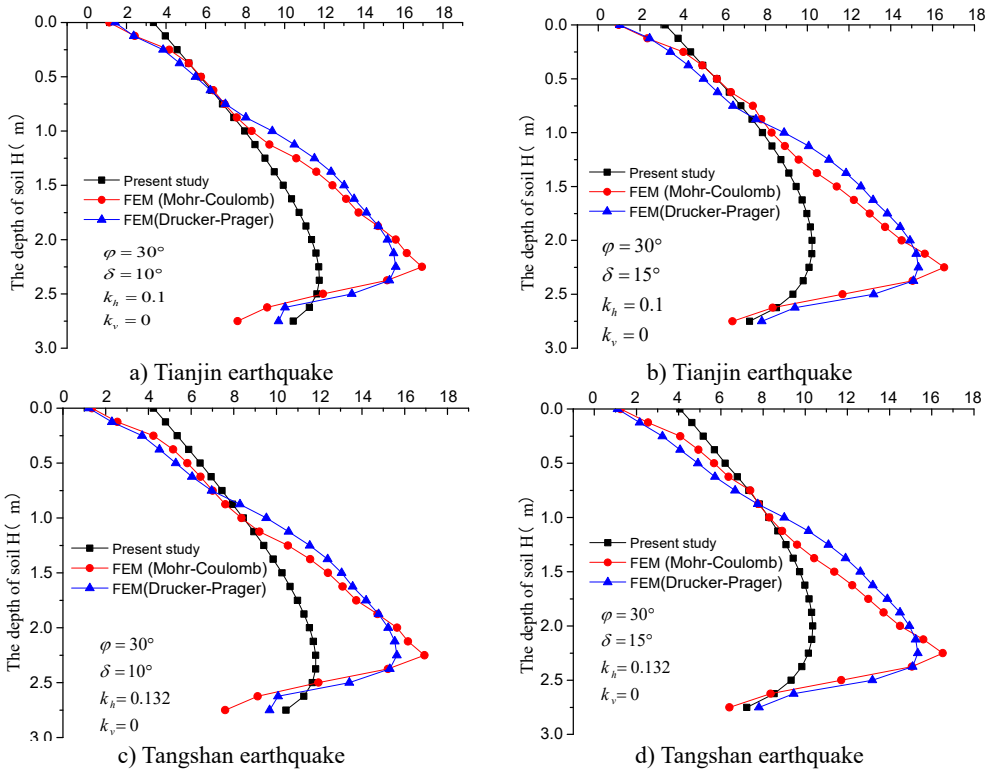 0 2 4 6 8 10 12 14 16 18
0.0
0.5
1.0
1.5
2.0
2.5
3.0
The depth of soil H( m)
Present study
FEM (Mohr-Coulomb)
FEM(Drucker-Prager)
φ = 30°
δ = 10°
k_h = 0.1
k_v = 0
a) Tianjin earthquake
0 2 4 6 8 10 12 14 16 18
0.0
0.5
1.0
1.5
2.0
2.5
3.0
The depth of soil H( m)
Present study
FEM (Mohr-Coulomb)
FEM(Drucker-Prager)
φ = 30°
δ = 15°
k_h = 0.1
k_v = 0
b) Tianjin earthquake
0 2 4 6 8 10 12 14 16 18
0.0
0.5
1.0
1.5
2.0
2.5
3.0
The depth of soil H( m)
Present study
FEM (Mohr-Coulomb)
FEM(Drucker-Prager)
φ = 30°
δ = 10°
k_h = 0.132
k_v = 0
c) Tangshan earthquake
0 2 4 6 8 10 12 14 16 18
0.0
0.5
1.0
1.5
2.0
2.5
3.0
The depth of soil H( m)
Present study
FEM (Mohr-Coulomb)
FEM(Drucker-Prager)
φ = 30°
δ = 15°
k_h = 0.132
k_v = 0
d) Tangshan earthquake